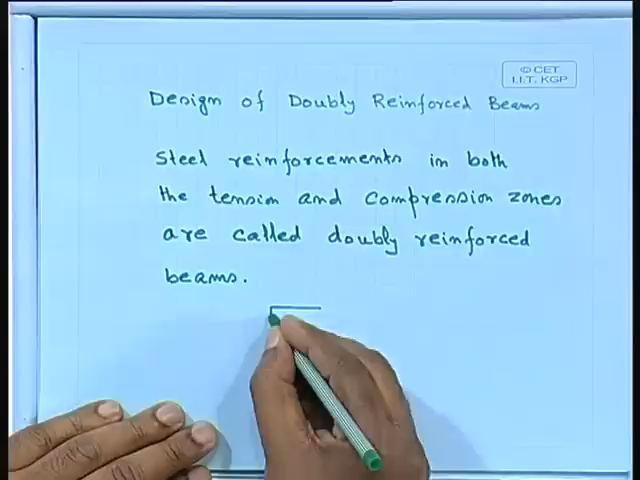 © CET
I.I.T. KGP
Design of Doubly Reinforced Beams
Steel reinforcements in both
the tension and compression zones
are called doubly reinforced
beams.